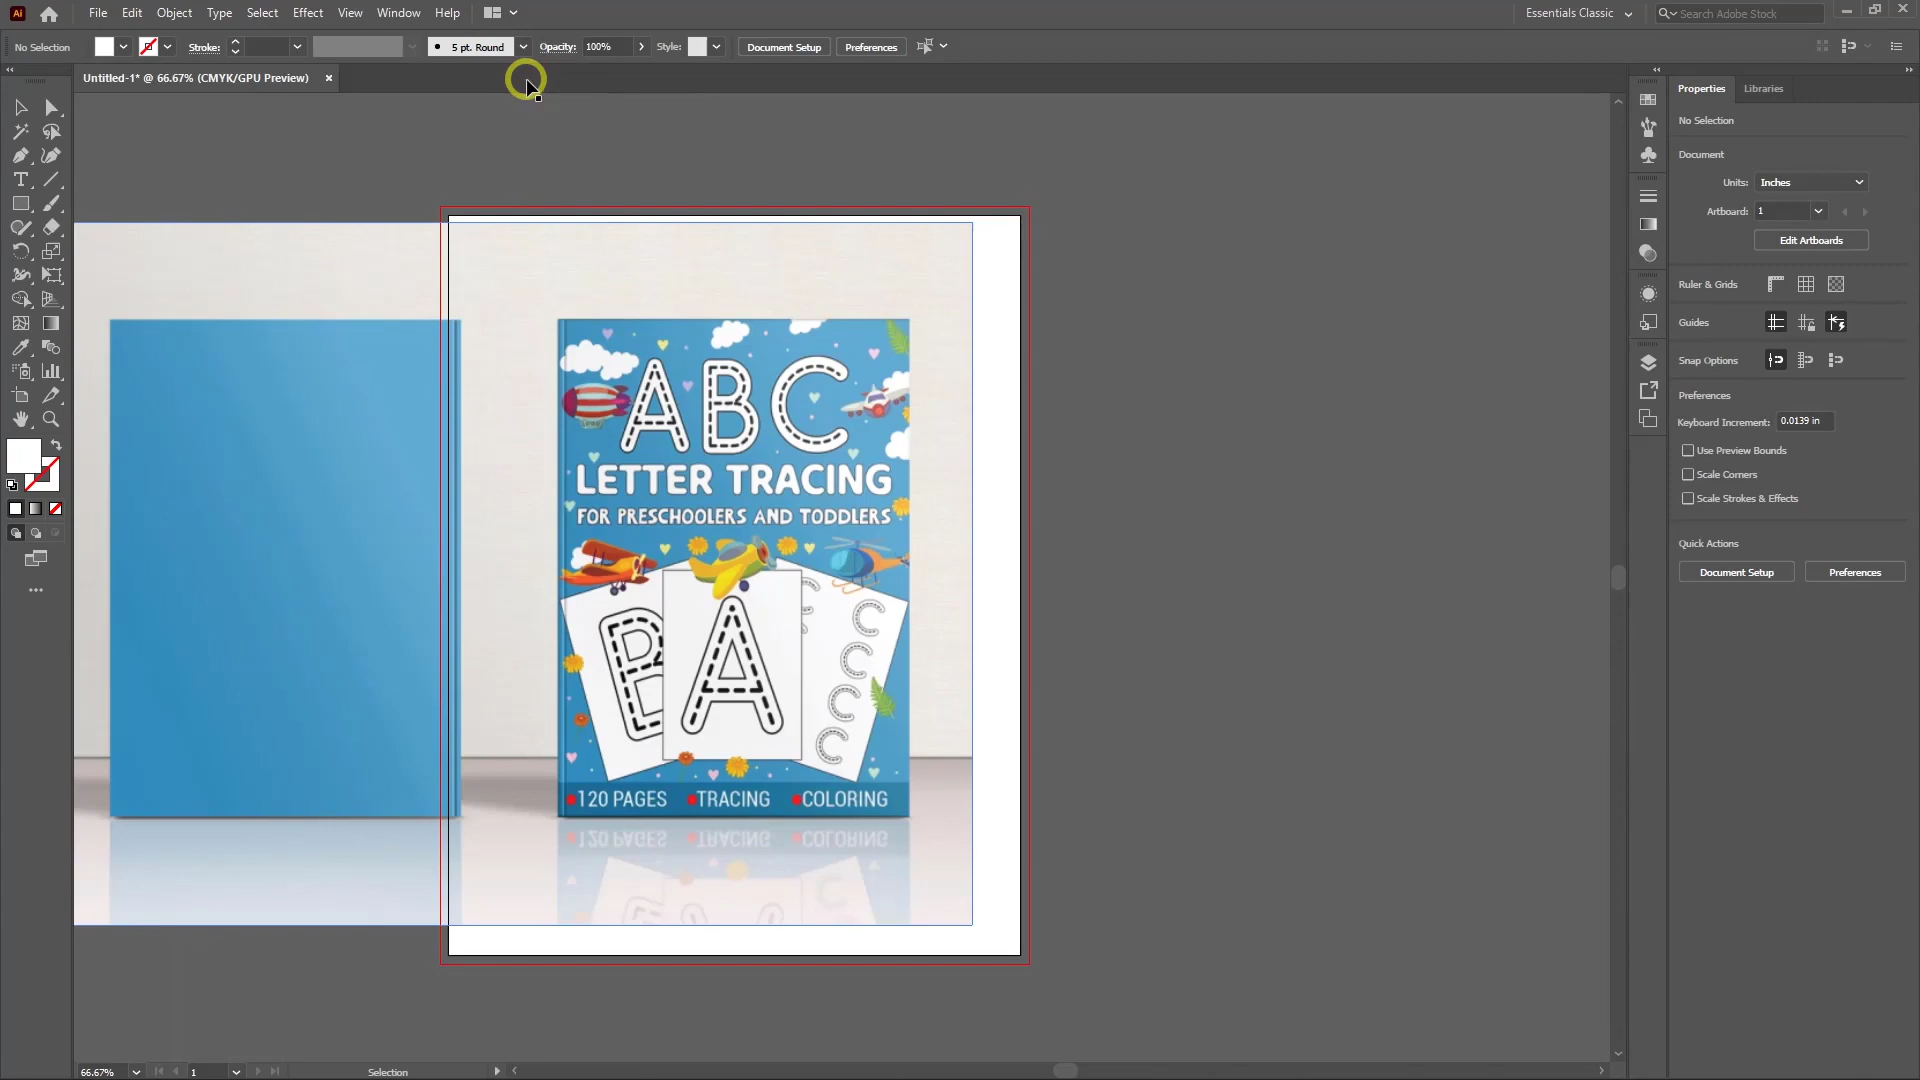 Ai File Edit Object Type Select Effect View Window Help Essentials Classic Search Adobe Stock
No Selection Stroke: 5 pt. Round Opacity: 100% Style: Document Setup Preferences
Untitled-1* @ 66.67% (CMYK/GPU Preview)
Properties Libraries
No Selection
Document
Units: Inches
Artboard: 1
Edit Artboards
Ruler & Grids
Guides
Snap Options
Preferences
Keyboard Increment: 0.0139 in
Use Preview Bounds
Scale Corners
Scale Strokes & Effects
Quick Actions
Document Setup Preferences
ABC
LETTER TRACING
FOR PRESCHOOLERS AND TODDLERS
B A C
C
C
C
120 PAGES TRACING COLORING
66.67% 1 Selection